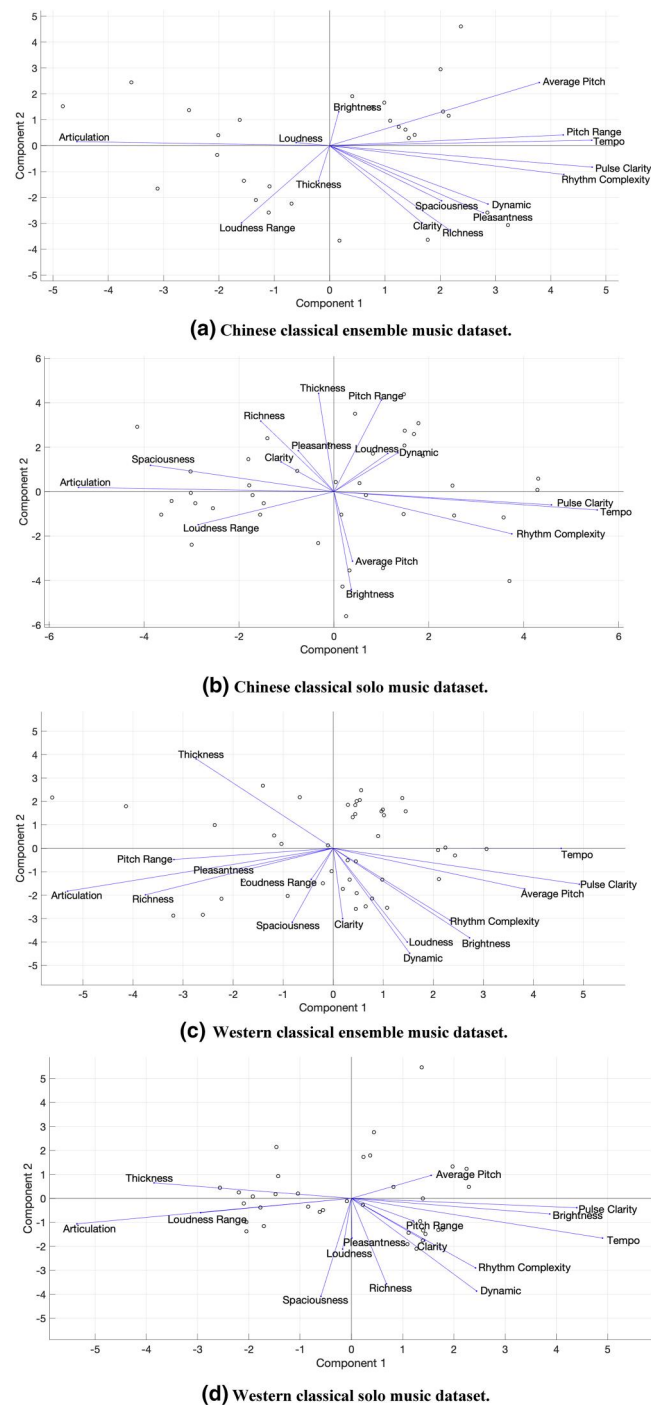 5
4
3
2
1
0
-1
-2
-3
-4
-5
Component 2
Average Pitch
Brightness
Pitch Range
Tempo
Articulation
Loudness
Pulse Clarity
Rhythm Complexity
Thickness
Spaciousness
Dynamic
Pleasantness
Loudness Range
Clarity
Richness
-5 -4 -3 -2 -1 0 1 2 3 4 5
Component 1
(a) Chinese classical ensemble music dataset.
6
4
2
0
-2
-4
-6
Component 2
Thickness
Pitch Range
Richness
Pleasantness
Loudness
Dynamic
Clarity
Spaciousness
Articulation
Pulse Clarity
Tempo
Loudness Range
Rhythm Complexity
Average Pitch
Brightness
-6 -4 -2 0 2 4 6
Component 1
(b) Chinese classical solo music dataset.
5
4
3
2
1
0
-1
-2
-3
-4
-5
Component 2
Thickness
Tempo
Pitch Range
Pleasantness
Loudness Range
Pulse Clarity
Articulation
Richness
Average Pitch
Spaciousness
Clarity
Rhythm Complexity
Loudness
Brightness
Dynamic
-5 -4 -3 -2 -1 0 1 2 3 4 5
Component 1
(c) Western classical ensemble music dataset.
5
4
3
2
1
0
-1
-2
-3
-4
-5
Component 2
Thickness
Average Pitch
Pulse Clarity
Brightness
Loudness Range
Articulation
Pitch Range
Tempo
Pleasantness
Clarity
Loudness
Rhythm Complexity
Richness
Dynamic
Spaciousness
-5 -4 -3 -2 -1 0 1 2 3 4 5
Component 1
(d) Western classical solo music dataset.